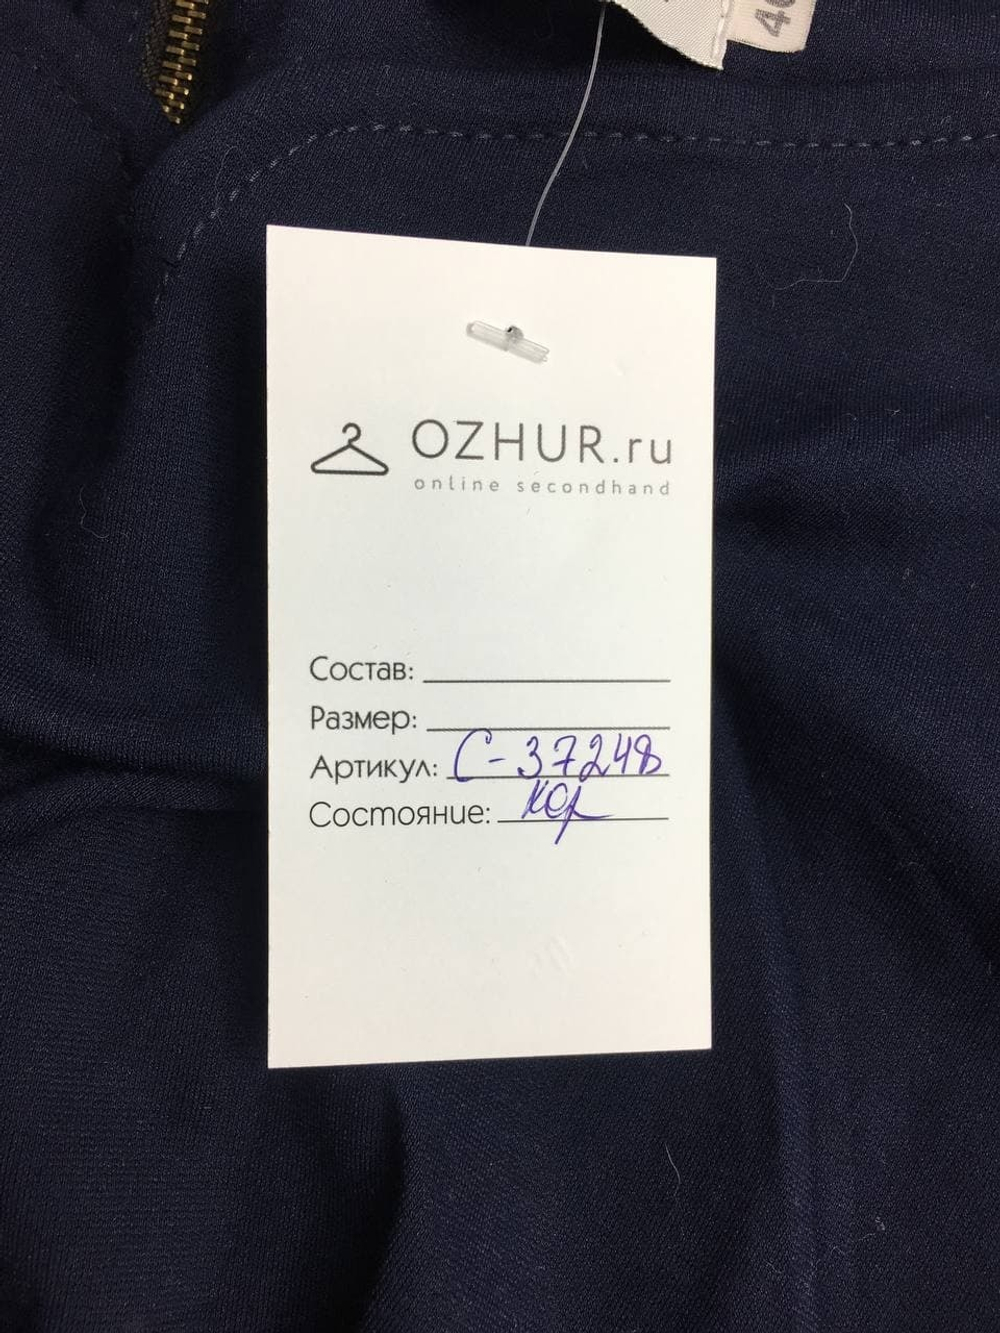 OZHUR.ru
online secondhand
Состав:
Размер:
Артикул: С-37248
Состояние: хор